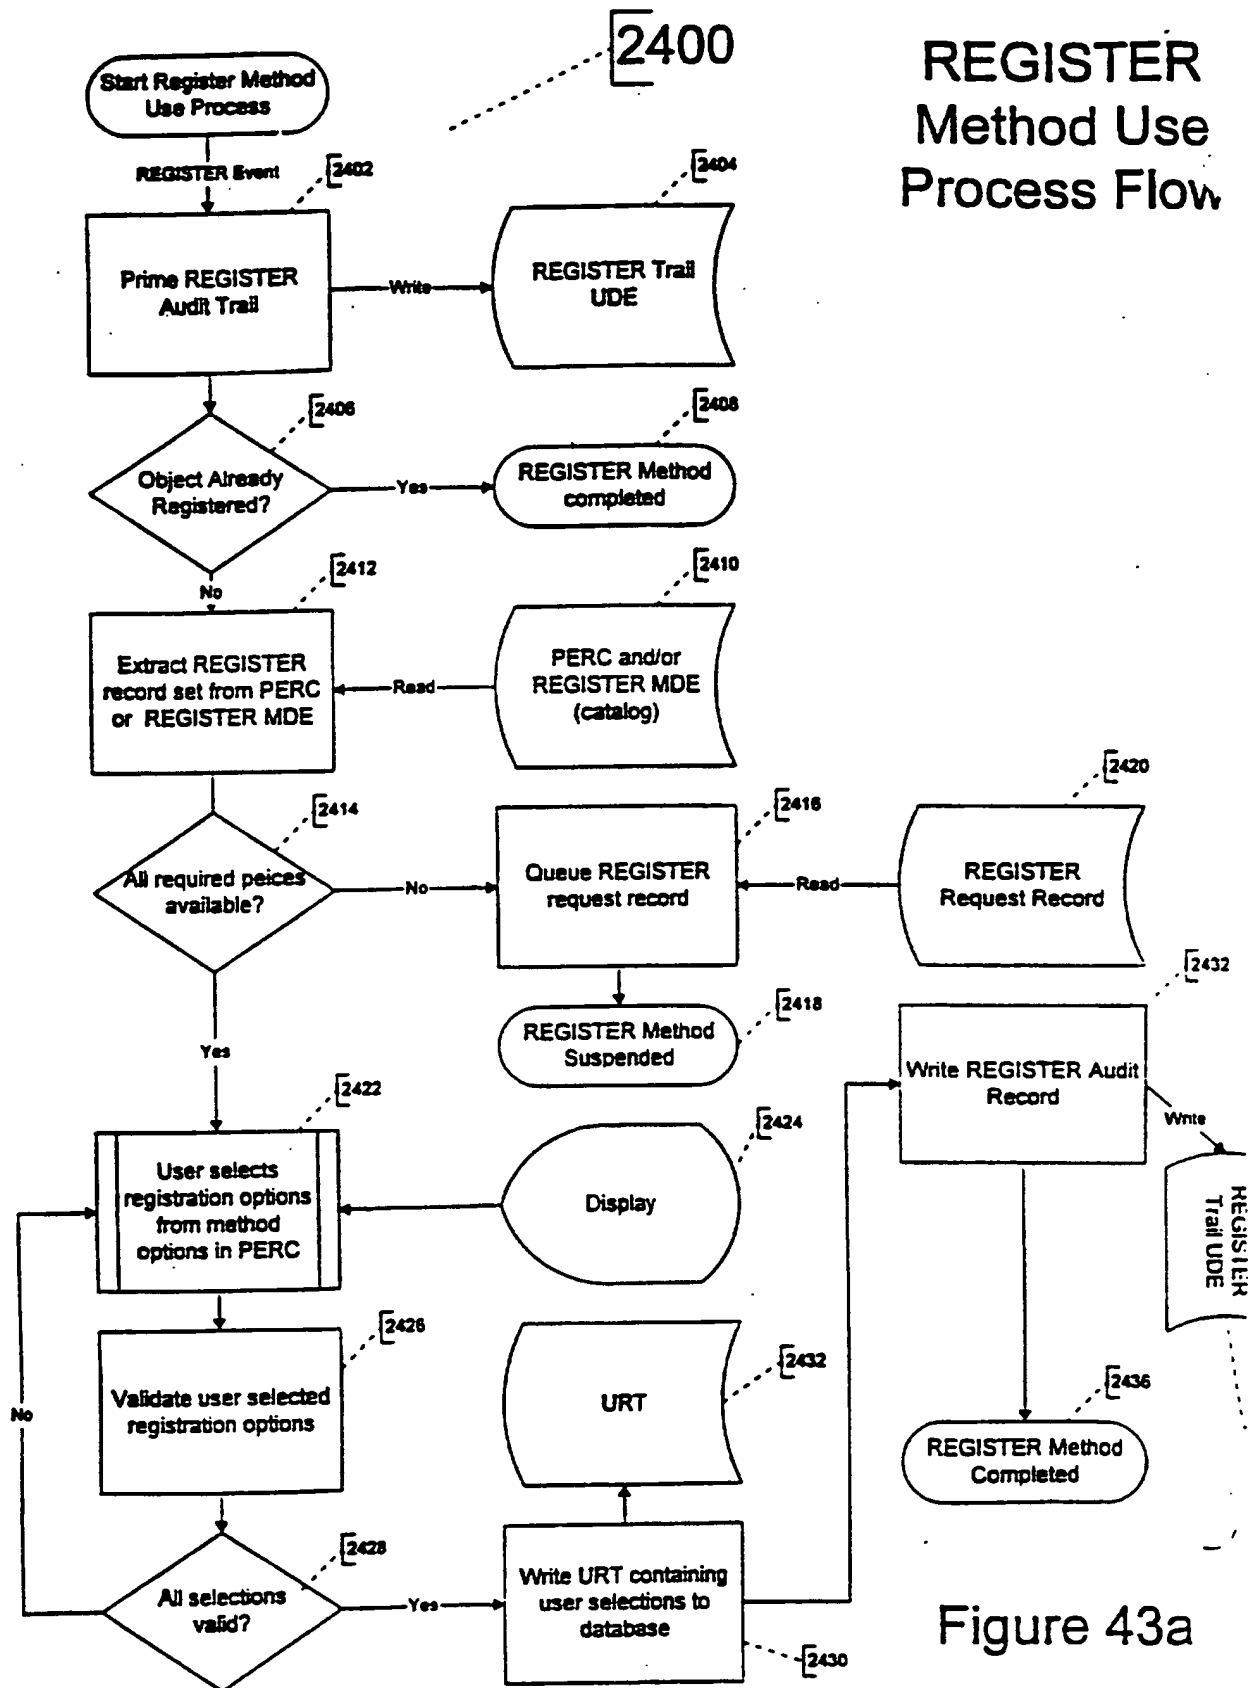 2400
REGISTER
Method Use
Process Flow
Start Register Method
Use Process
REGISTER Event
2402
2404
Prime REGISTER
Audit Trail
Write
REGISTER Trail
UDE
2406
2408
Object Already
Registered?
Yes
REGISTER Method
completed
No
2412
2410
Extract REGISTER
record set from PERC
or REGISTER MDE
Read
PERC and/or
REGISTER MDE
(catalog)
2414
2416
2420
All required peices
available?
No
Queue REGISTER
request record
Read
REGISTER
Request Record
2418
REGISTER Method
Suspended
2432
Write REGISTER Audit
Record
Write
REGISTER
Trail UDE
Yes
2422
2424
User selects
registration options
from method
options in PERC
Display
2426
2432
Validate user selected
registration options
URT
No
2436
REGISTER Method
Completed
2428
All selections
valid?
Yes
Write URT containing
user selections to
database
2430
Figure 43a